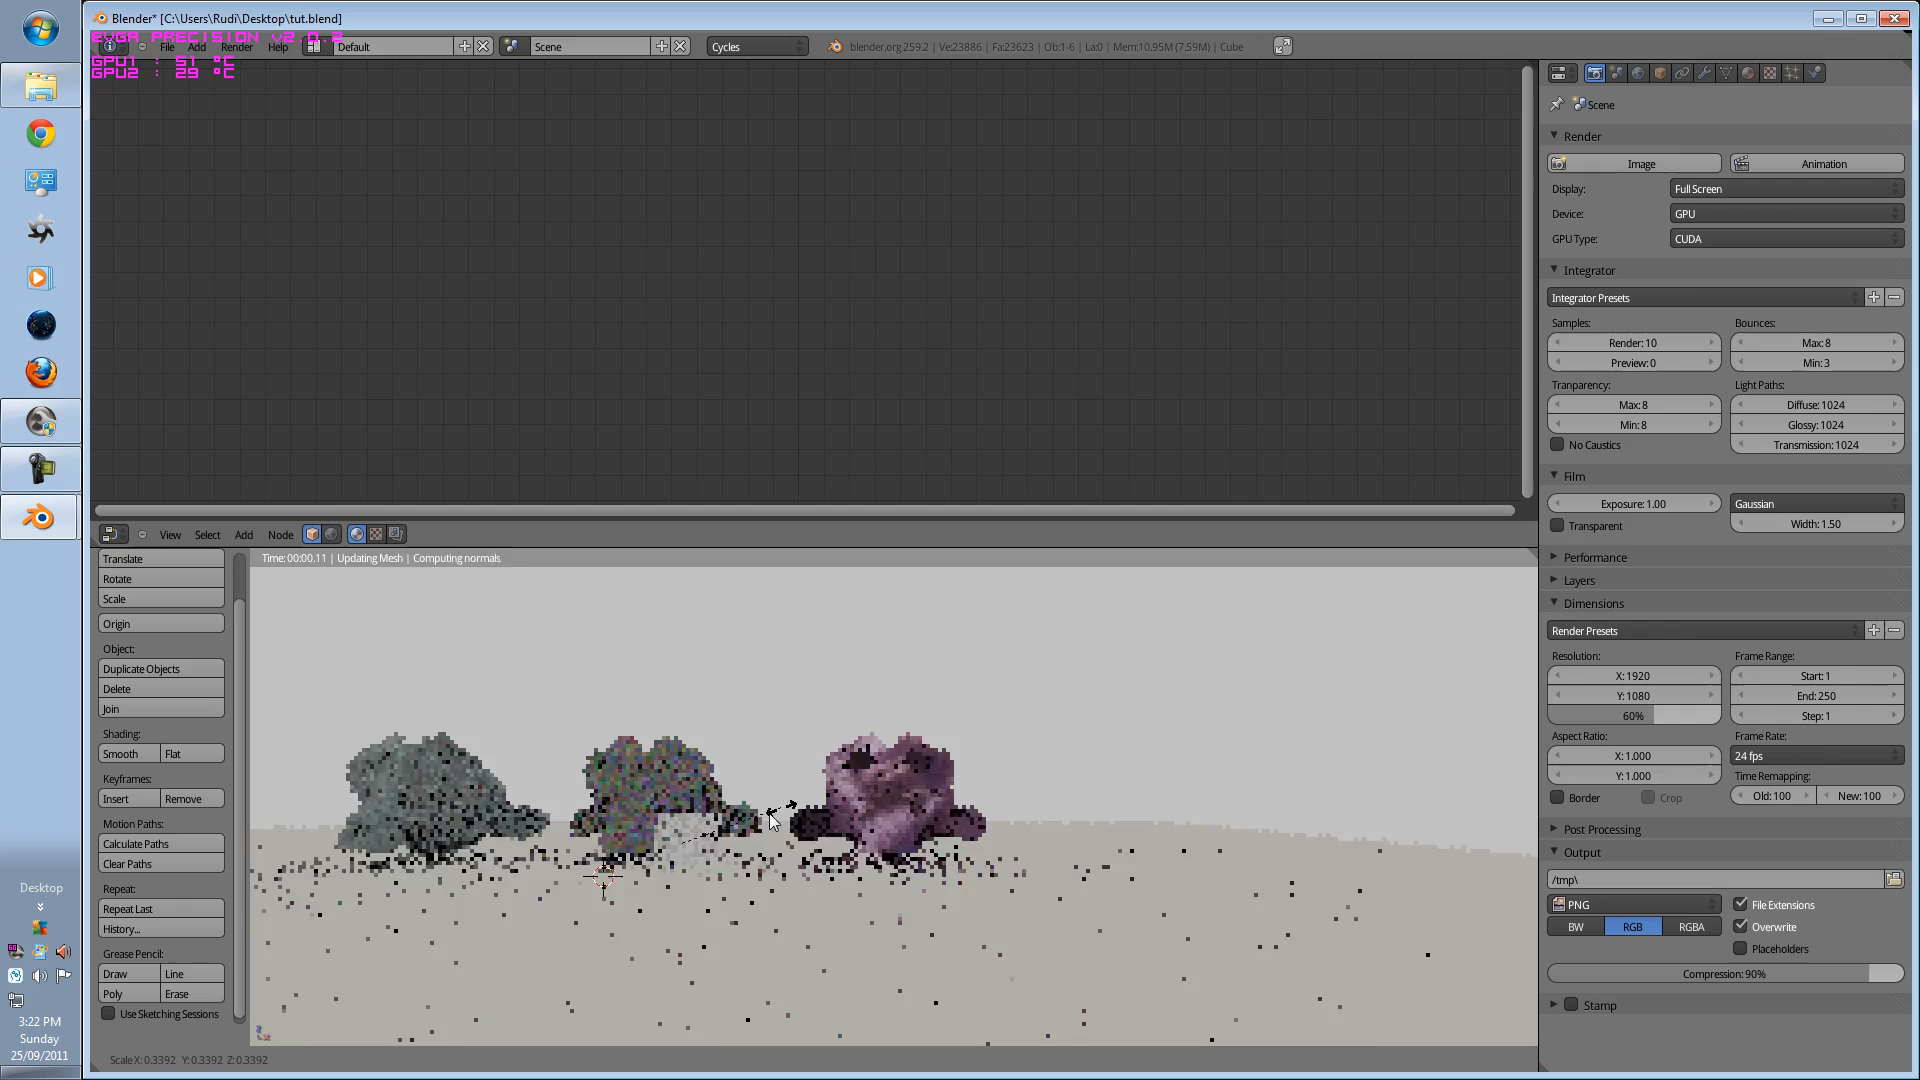 Blender* [C:\Users\Rudi\Desktop\tut.blend]
EVGA PRECISION v2 0.2
File Add Render Help Default Scene Cycles blender.org 259.2 | Ve:23886 | Fa:23623 | Ob:1-6 | La:0 | Mem:10.95M (7.59M) | Cube
GPU1 : 51 °C
GPU2 : 29 °C
Scene
Render
Image Animation
Display: Full Screen
Device: GPU
GPU Type: CUDA
Integrator
Integrator Presets
Samples: Bounces:
Render: 10 Max: 8
Preview: 0 Min: 3
Tranparency: Light Paths:
Max: 8 Diffuse: 1024
Min: 8 Glossy: 1024
No Caustics Transmission: 1024
Film
Exposure: 1.00 Gaussian
Transparent Width: 1.50
Performance
Layers
Dimensions
Render Presets
Resolution: Frame Range:
X: 1920 Start: 1
Y: 1080 End: 250
60% Step: 1
Aspect Ratio: Frame Rate:
X: 1.000 24 fps
Y: 1.000 Time Remapping:
Border Crop Old: 100 New: 100
Post Processing
Output
/tmp\
PNG File Extensions
BW RGB RGBA Overwrite
Placeholders
Compression: 90%
Stamp
View Select Add Node
Time: 00:00.11 | Updating Mesh | Computing normals
Translate
Rotate
Scale
Origin
Object:
Duplicate Objects
Delete
Join
Shading:
Smooth Flat
Keyframes:
Insert Remove
Motion Paths:
Calculate Paths
Clear Paths
Repeat:
Repeat Last
History...
Grease Pencil:
Draw Line
Poly Erase
Use Sketching Sessions
Scale X: 0.3392 Y: 0.3392 Z: 0.3392
Desktop
3:22 PM
Sunday
25/09/2011